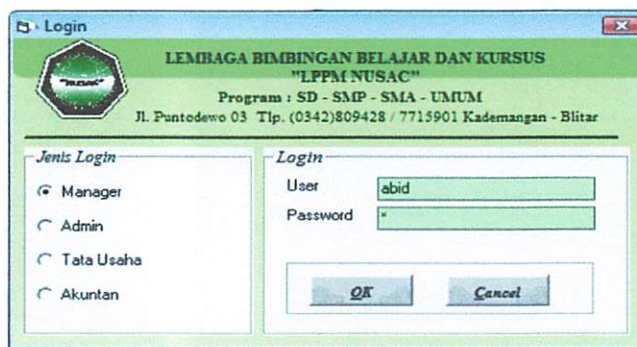 Login
LEMBAGA BIMBINGAN BELAJAR DAN KURSUS
"LPPM NUSAC"
"NUSAC"
Program : SD - SMP - SMA - UMUM
Jl. Puntodewo 03 Tlp. (0342)809428 / 7715901 Kademangan - Blitar
Jenis Login
Manager
Admin
Tata Usaha
Akuntan
Login
User abid
Password *
OK Cancel